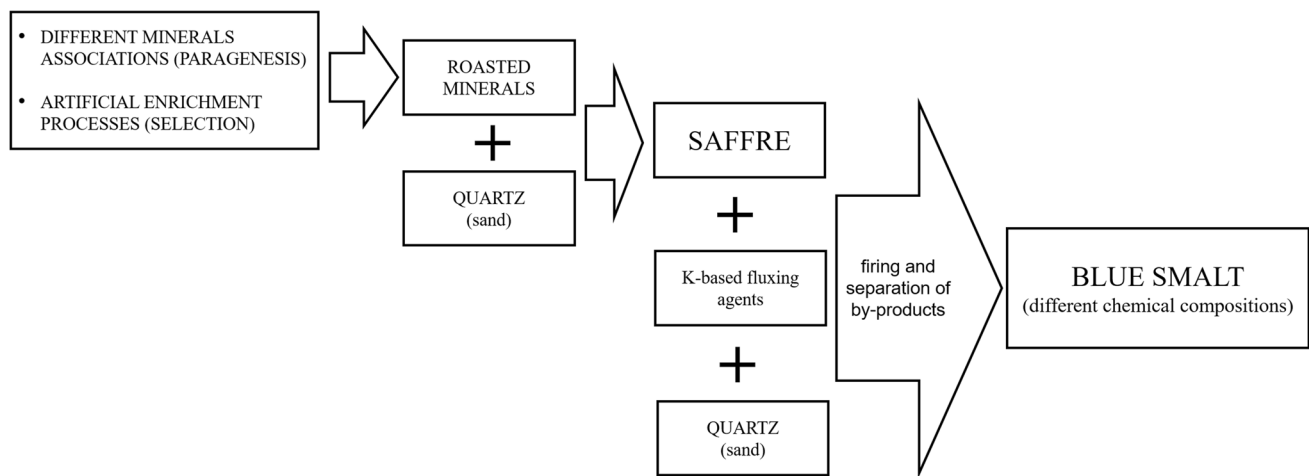 • DIFFERENT MINERALS
ASSOCIATIONS (PARAGENESIS)
• ARTIFICIAL ENRICHMENT
PROCESSES (SELECTION)
ROASTED
MINERALS
+
QUARTZ
(sand)
SAFFRE
+
K-based fluxing
agents
+
QUARTZ
(sand)
firing and
separation of
by-products
BLUE SMALT
(different chemical compositions)